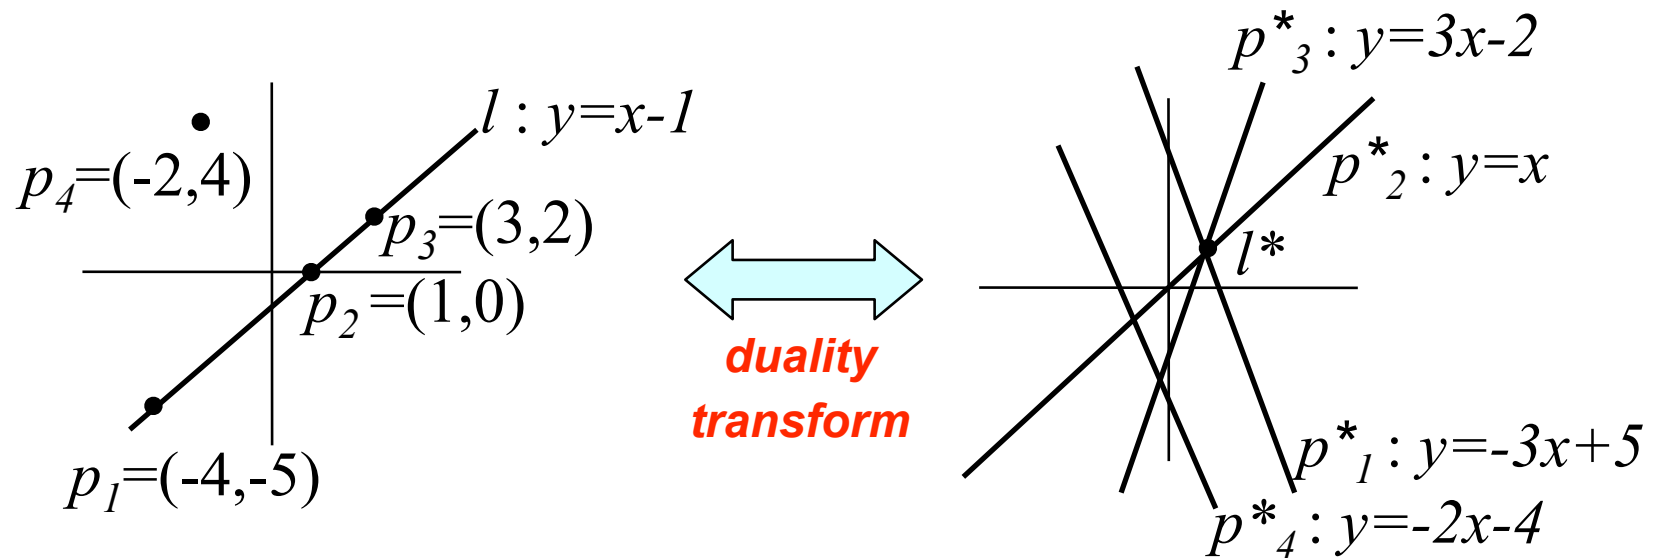 l : y=x-1
p4=(-2,4)
p3=(3,2)
p2=(1,0)
p1=(-4,-5)
duality
transform
p*3 : y=3x-2
p*2 : y=x
l*
p*1 : y=-3x+5
p*4 : y=-2x-4